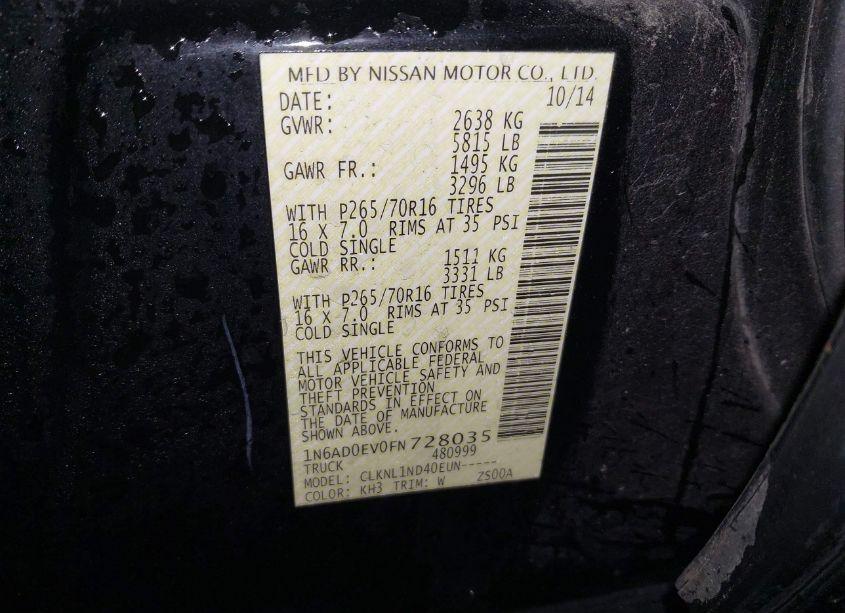 MFD BY NISSAN MOTOR CO., LTD.
DATE: 10/14
GVWR: 2638 KG
5815 LB
GAWR FR.: 1495 KG
3296 LB
WITH P265/70R16 TIRES
16 X 7.0 RIMS AT 35 PSI
COLD SINGLE
GAWR RR.: 1511 KG
3331 LB
WITH P265/70R16 TIRES
16 X 7.0 RIMS AT 35 PSI
COLD SINGLE
THIS VEHICLE CONFORMS TO
ALL APPLICABLE FEDERAL
MOTOR VEHICLE SAFETY AND
THEFT PREVENTION
STANDARDS IN EFFECT ON
THE DATE OF MANUFACTURE
SHOWN ABOVE.
1N6AD0EV0FN728035
TRUCK 480999
MODEL: CLKNL1ND40EUN-----
COLOR: KH3 TRIM: W ZS00A